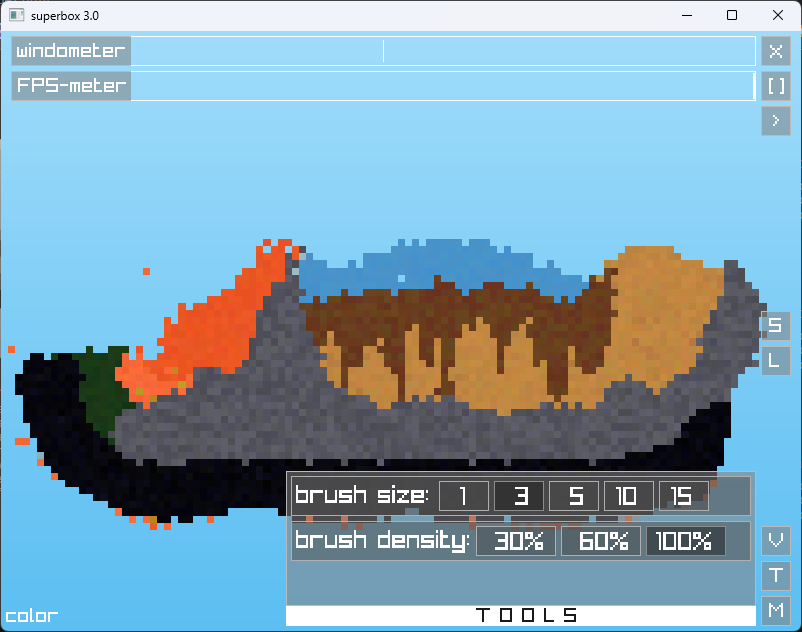 superbox 3.0
windometer
X
FPS-meter
[]
>
S
L
brush size: 1 3 5 10 15
brush density: 30% 60% 100%
V
T
color
TOOLS
M